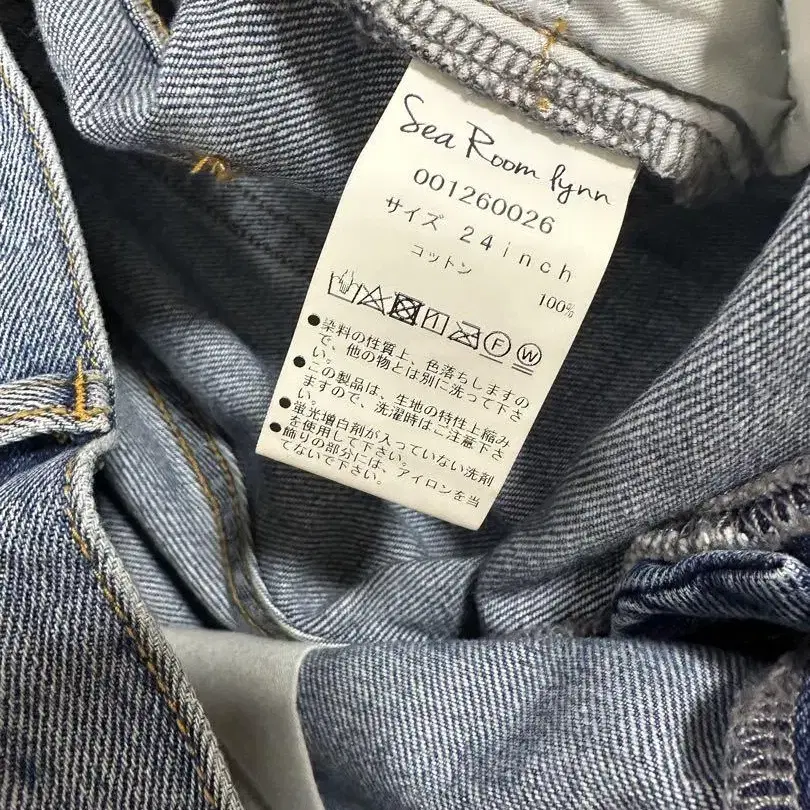 Sea Room lynn
001260026
サイズ 24inch
コットン 100%
F W
●染料の性質上、色落ちしますの
で、他の物とは別に洗って下さ
い。
●この製品は、生地の特性上縮み
ますので、洗濯時はご注意下さ
い。
●蛍光増白剤が入っていない洗剤
を使用して下さい。
●飾りの部分には、アイロンを当
てないで下さい。